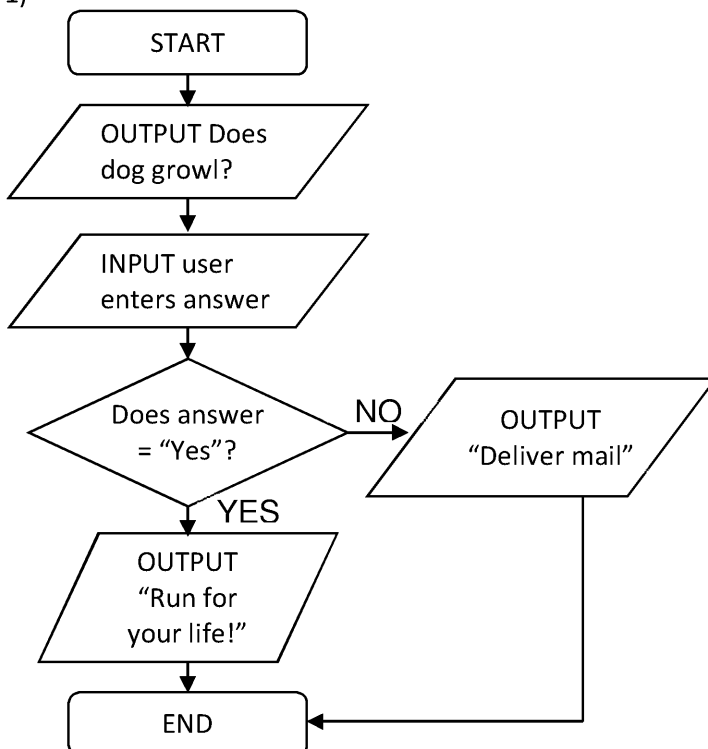 1)
START
OUTPUT Does
dog growl?
INPUT user
enters answer
Does answer
= “Yes”?
NO
OUTPUT
“Deliver mail”
YES
OUTPUT
“Run for
your life!”
END